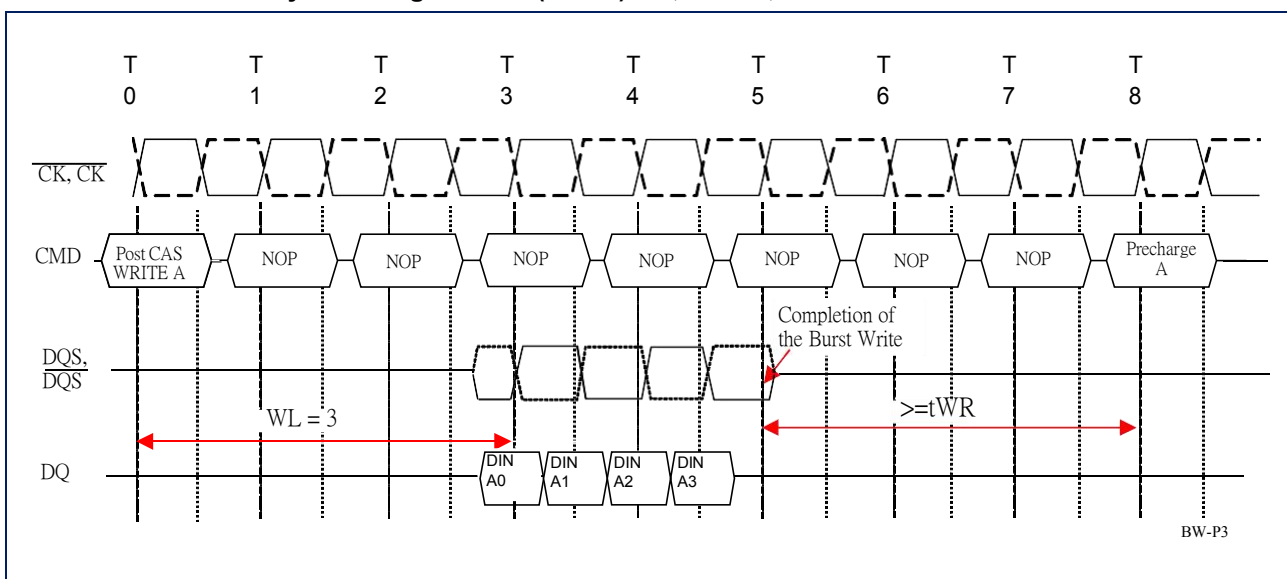 T T T T T T T T T
0 1 2 3 4 5 6 7 8
CK, CK
CMD
Post CAS
WRITE A
NOP NOP NOP NOP NOP NOP NOP
Precharge
A
Completion of
the Burst Write
DQS,
DQS
WL = 3
>=tWR
DQ
DIN
A0
DIN
A1
DIN
A2
DIN
A3
BW-P3